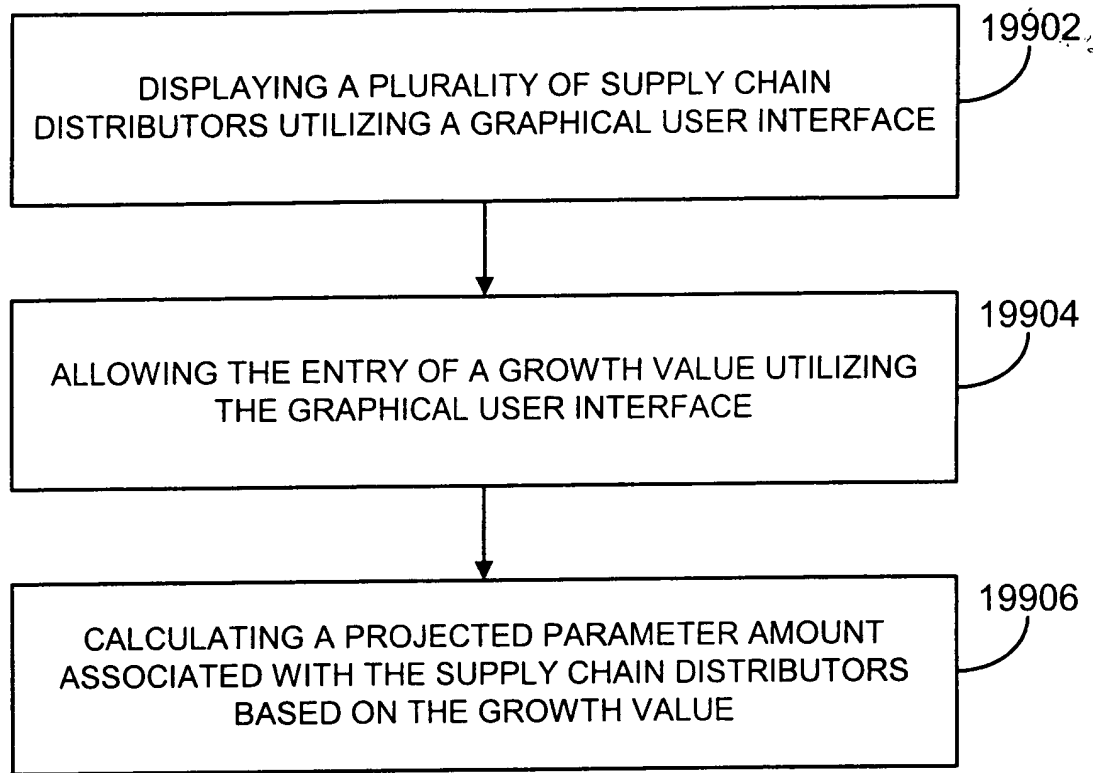 19902
DISPLAYING A PLURALITY OF SUPPLY CHAIN
DISTRIBUTORS UTILIZING A GRAPHICAL USER INTERFACE
19904
ALLOWING THE ENTRY OF A GROWTH VALUE UTILIZING
THE GRAPHICAL USER INTERFACE
19906
CALCULATING A PROJECTED PARAMETER AMOUNT
ASSOCIATED WITH THE SUPPLY CHAIN DISTRIBUTORS
BASED ON THE GROWTH VALUE